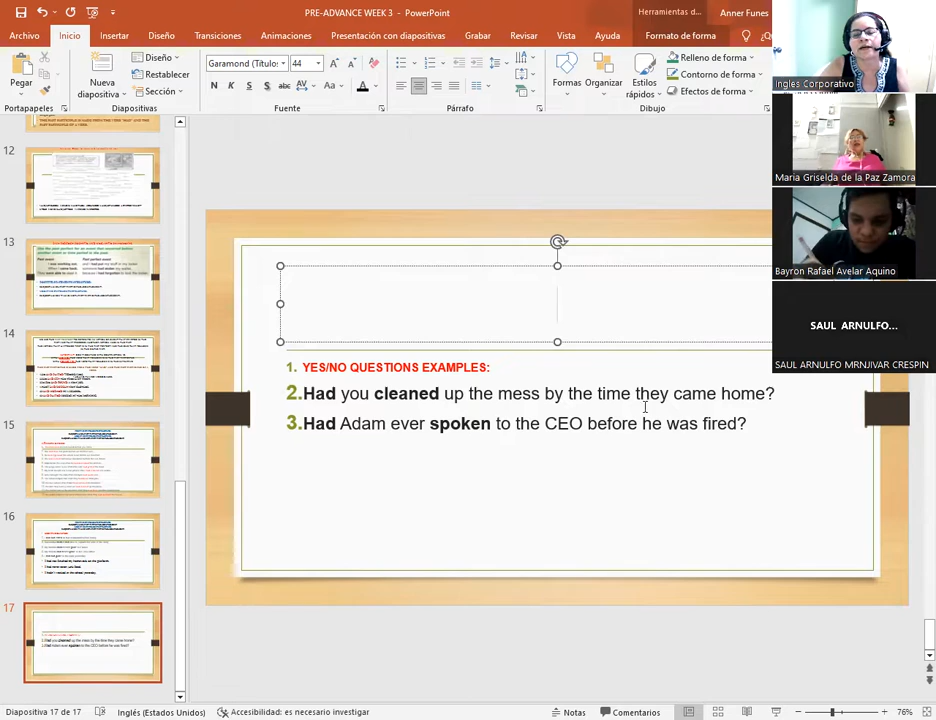 PRE-ADVANCE WEEK 3 - PowerPoint
Herramientas d...
Anner Funes
Archivo
Inicio
Insertar
Diseño
Transiciones
Animaciones
Presentación con diapositivas
Grabar
Revisar
Vista
Ayuda
Formato de forma
Pegar
Nueva diapositiva
Diseño
Restablecer
Sección
Garamond (Títulos)
44
Formas
Organizar
Estilos rápidos
Relleno de forma
Contorno de forma
Efectos de forma
Portapapeles
Diapositivas
Fuente
Párrafo
Dibujo
Ingles Corporativo
Maria Griselda de la Paz Zamora
Bayron Rafael Avelar Aquino
SAUL ARNULFO...
SAUL ARNULFO MRNJIVAR CRESPIN
12
13
14
15
16
17
1. YES/NO QUESTIONS EXAMPLES:
2.Had you cleaned up the mess by the time they came home?
3.Had Adam ever spoken to the CEO before he was fired?
Diapositiva 17 de 17
Inglés (Estados Unidos)
Accesibilidad: es necesario investigar
Notas
Comentarios
76%